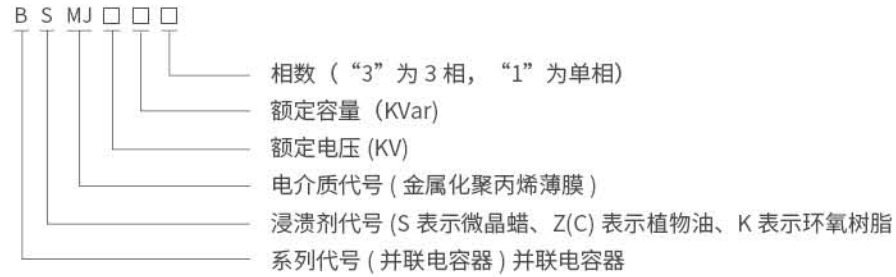 B S MJ □ □ □
相数（ “3”为 3 相， “1”为单相）
额定容量（KVar)
额定电压 (KV)
电介质代号 ( 金属化聚丙烯薄膜 )
浸溃剂代号 (S 表示微晶蜡、Z(C) 表示植物油、K 表示环氧树脂
系列代号 ( 并联电容器 ) 并联电容器